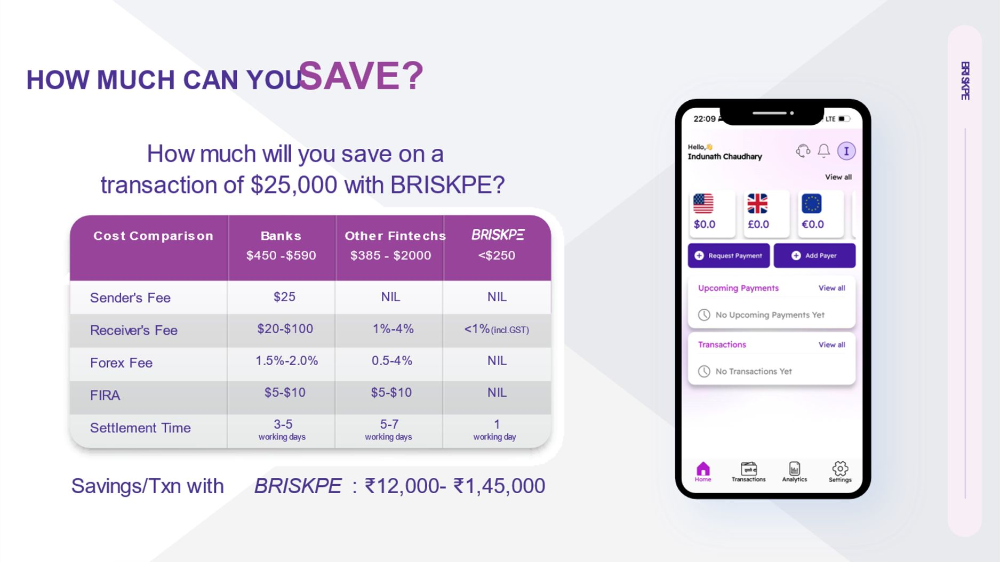 HOW MUCH CAN YOU SAVE?
How much will you save on a
transaction of $25,000 with BRISKPE?
Cost Comparison Banks Other Fintechs BRISKPE
$450 -$590 $385 - $2000 <$250
Sender's Fee $25 NIL NIL
Receiver's Fee $20-$100 1%-4% <1%(incl.GST)
Forex Fee 1.5%-2.0% 0.5-4% NIL
FIRA $5-$10 $5-$10 NIL
Settlement Time 3-5 5-7 1
working days working days working day
Savings/Txn with BRISKPE : ₹12,000- ₹1,45,000
22:09 LTE
Hello,👋
Indunath Chaudhary I
View all
$0.0 £0.0 €0.0
Request Payment Add Payer
Upcoming Payments View all
No Upcoming Payments Yet
Transactions View all
No Transactions Yet
Home Transactions Analytics Settings
BRISKPE